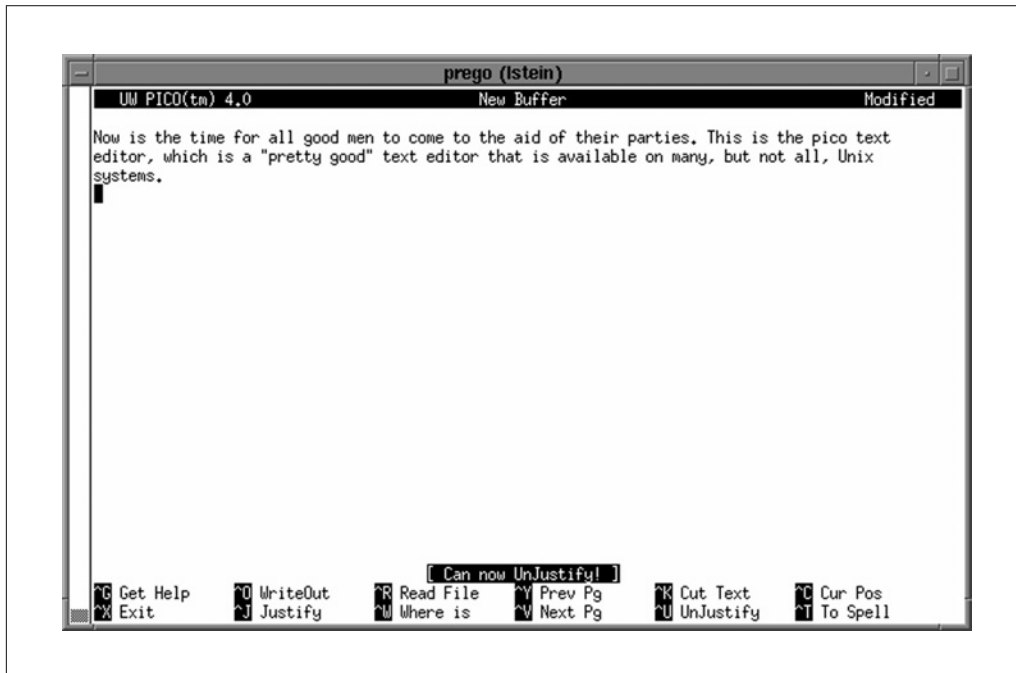 prego (lstein)
UW PICO(tm) 4.0 New Buffer Modified
Now is the time for all good men to come to the aid of their parties. This is the pico text
editor, which is a "pretty good" text editor that is available on many, but not all, Unix
systems.
[ Can now UnJustify! ]
^G Get Help ^O WriteOut ^R Read File ^Y Prev Pg ^K Cut Text ^C Cur Pos
^X Exit ^J Justify ^W Where is ^V Next Pg ^U UnJustify ^T To Spell